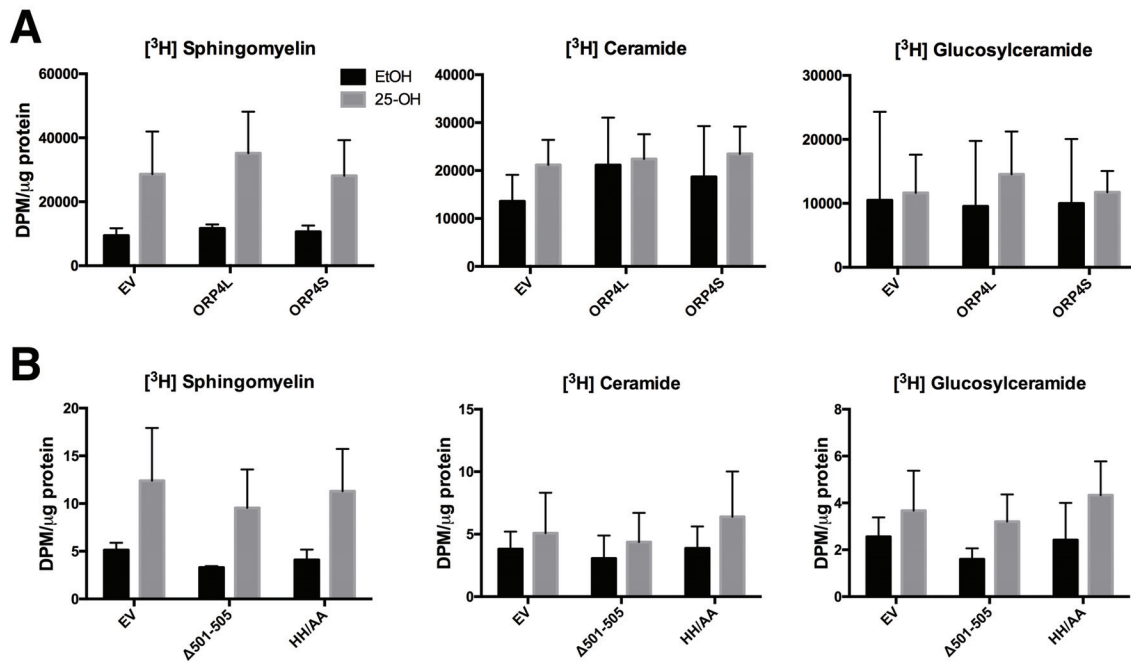 A
[³H] Sphingomyelin
60000
40000
20000
0
DPM/µg protein
EtOH
25-OH
EV
ORP4L
ORP4S
[³H] Ceramide
40000
30000
20000
10000
0
EV
ORP4L
ORP4S
[³H] Glucosylceramide
30000
20000
10000
0
EV
ORP4L
ORP4S
B
[³H] Sphingomyelin
20
15
10
5
0
DPM/µg protein
EV
Δ501-505
HH/AA
[³H] Ceramide
15
10
5
0
DPM/µg protein
EV
Δ501-505
HH/AA
[³H] Glucosylceramide
8
6
4
2
0
DPM/µg protein
EV
Δ501-505
HH/AA